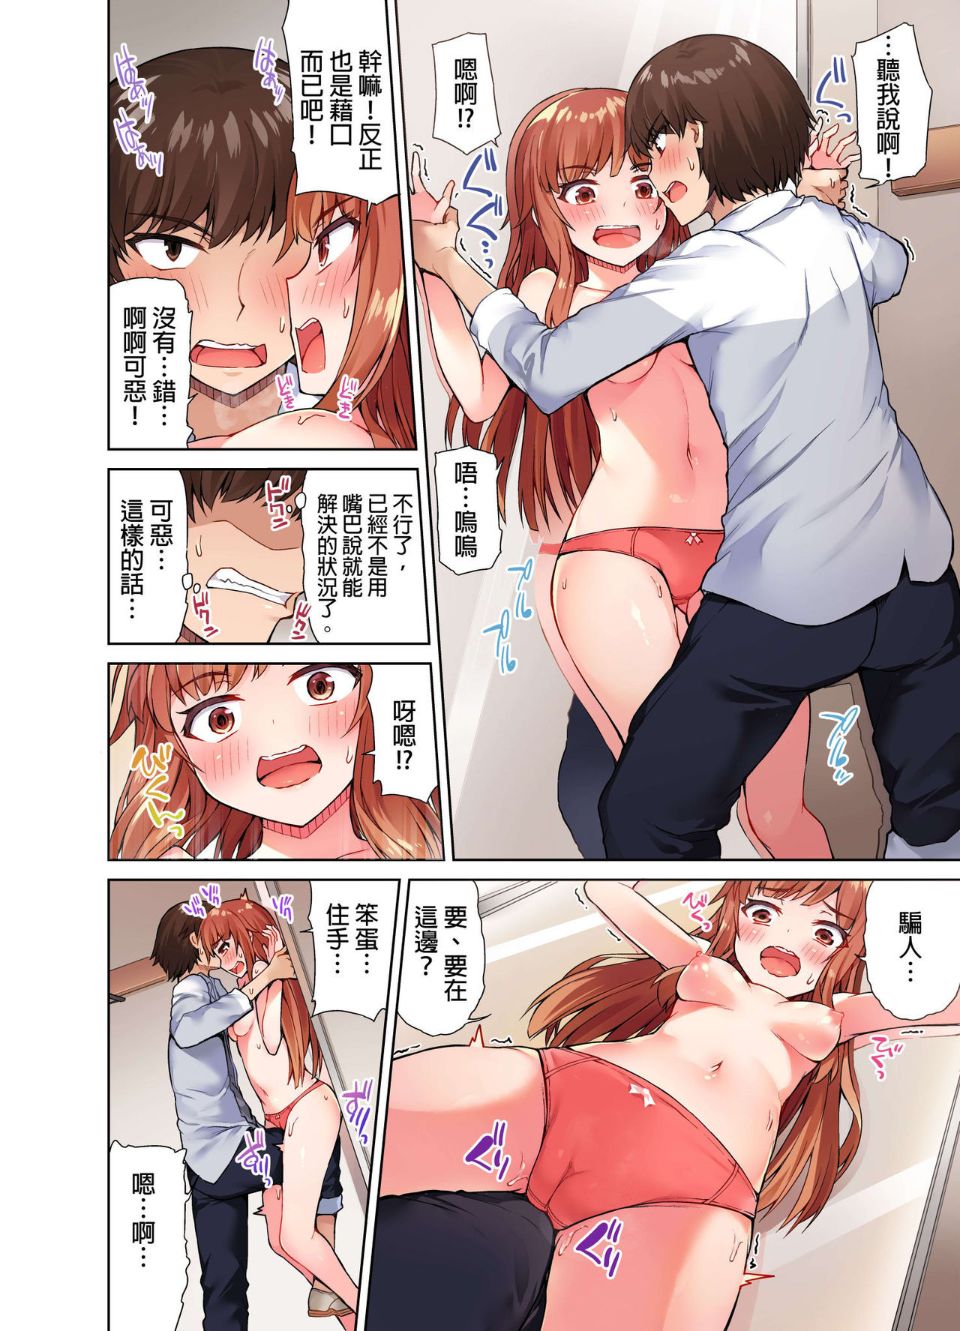 …聽我說啊！
嗯啊⁉
唔…嗚嗚
幹嘛！反正
也是藉口
而已吧！
沒有…錯…
啊啊可惡！
不行了，
已經不是用
嘴巴說就能
解決的狀況了。
可惡…
這樣的話…
呀嗯⁉
騙人…
要、要在
這邊？
笨蛋…
住手…
嗯…啊…